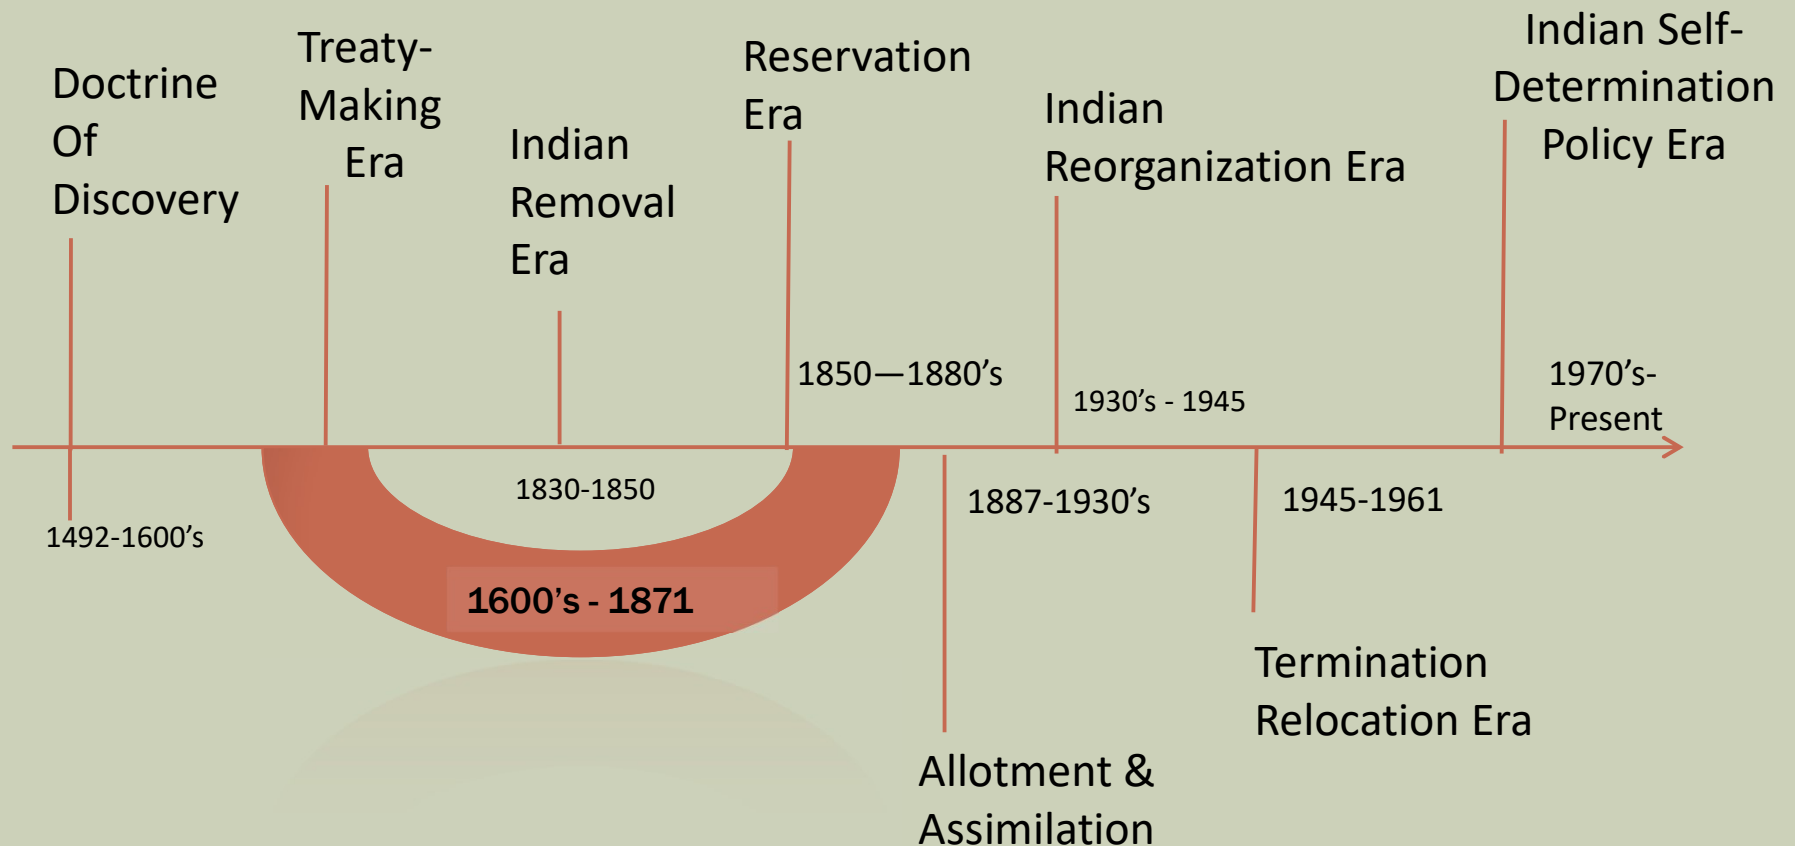 Doctrine
Of
Discovery
1492-1600's
Treaty-
Making
Era
1600's - 1871
Indian
Removal
Era
1830-1850
Reservation
Era
1850—1880's
Allotment &
Assimilation
1887-1930's
Indian
Reorganization Era
1930's - 1945
Termination
Relocation Era
1945-1961
Indian Self-
Determination
Policy Era
1970's-
Present